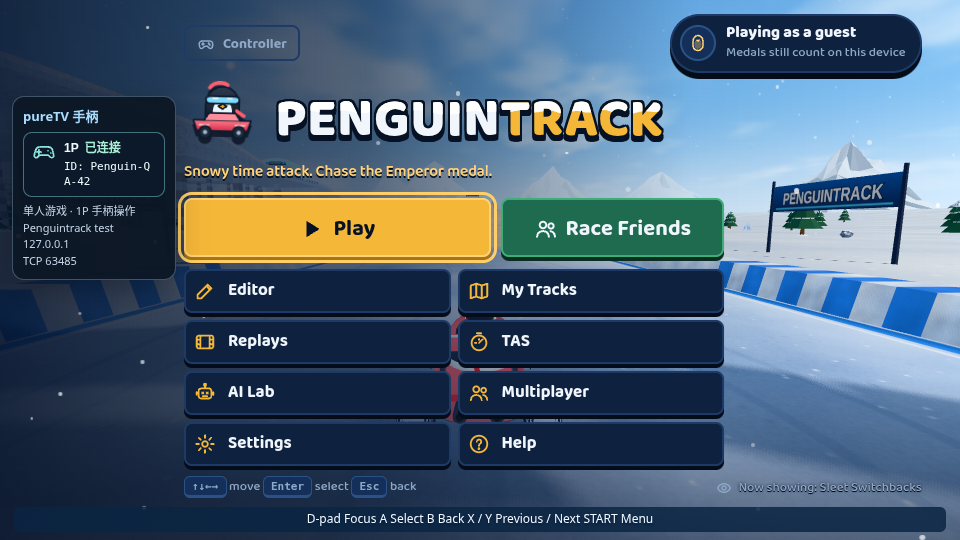 Controller
Playing as a guest
Medals still count on this device
pureTV 手柄
1P 已连接
ID: Penguin-Q
A-42
单人游戏 · 1P 手柄操作
Penguintrack test
127.0.0.1
TCP 63485
PENGUINTRACK
Snowy time attack. Chase the Emperor medal.
PENGUINTRACK
Play
Race Friends
Editor
My Tracks
Replays
TAS
AI Lab
Multiplayer
Settings
Help
↑↓←→ move Enter select Esc back
Now showing: Sleet Switchbacks
D-pad Focus A Select B Back X / Y Previous / Next START Menu